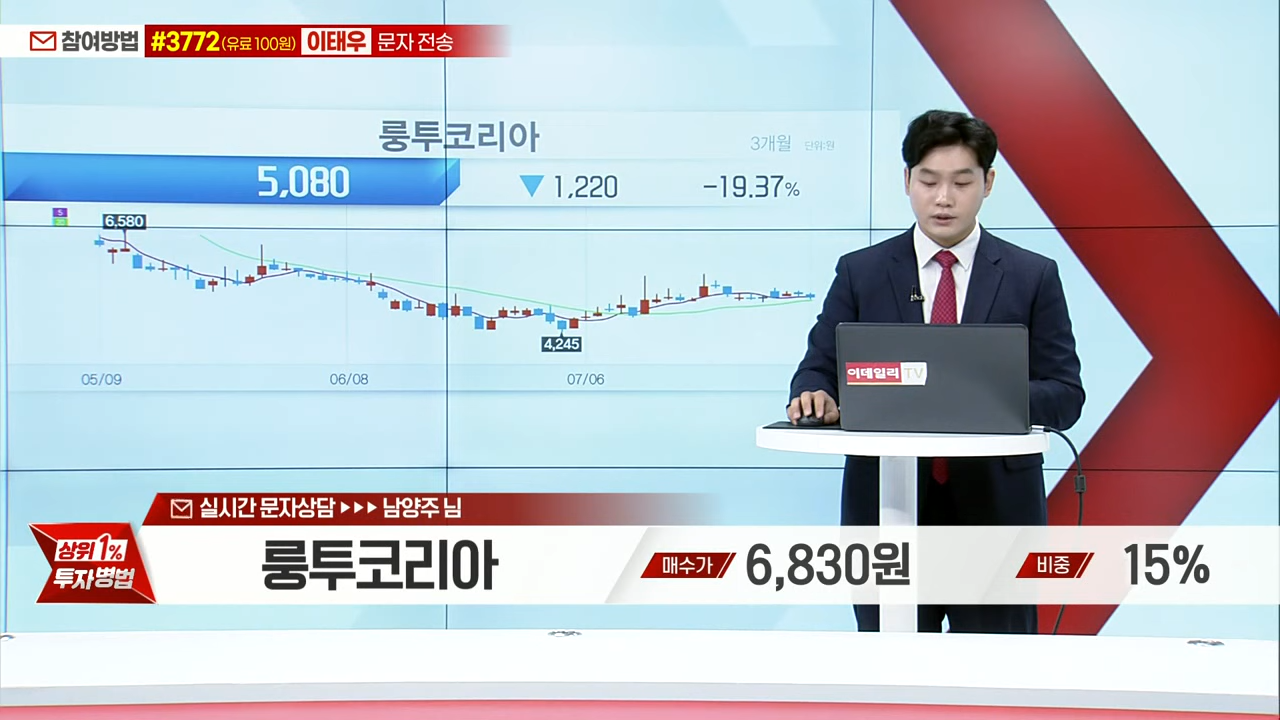 참여방법 #3772(유료 100원) 이태우 문자 전송
룽투코리아
3개월 단위:원
5,080 ▼1,220 -19.37%
5
20
6,580
4,245
05/09 06/08 07/06
이데일리 TV
실시간 문자상담 ▶▶▶ 남양주 님
상위 1% 투자병법
룽투코리아 매수가 6,830원 비중 15%